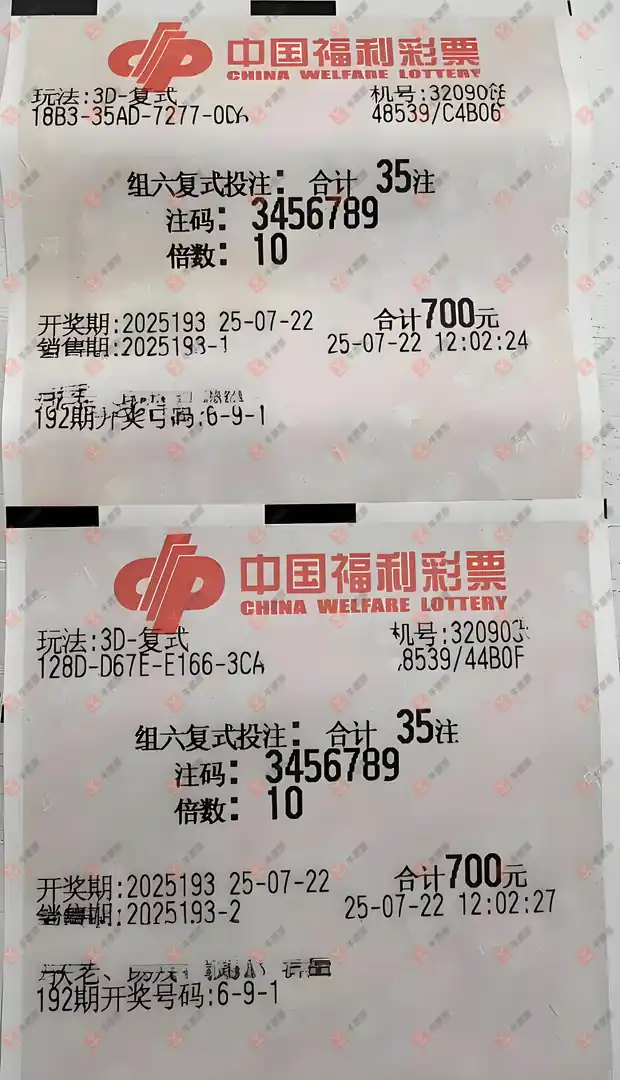 中国福利彩票
CHINA WELFARE LOTTERY
玩法:3D-复式
机号:320906
18B3-35AD-7277-0D
48539/C4B06
组六复式投注: 合计 35注
注码: 3456789
倍数: 10
开奖期:2025193 25-07-22
合计700元
销售期:2025193-1
25-07-22 12:02:24
192期开奖号码:6-9-1
中国福利彩票
CHINA WELFARE LOTTERY
玩法:3D-复式
机号:32090
128D-D67E-E166-3CA
8539/44B0F
组六复式投注: 合计 35注
注码: 3456789
倍数: 10
开奖期:2025193 25-07-22
合计700元
销售期:2025193-2
25-07-22 12:02:27
192期开奖号码:6-9-1